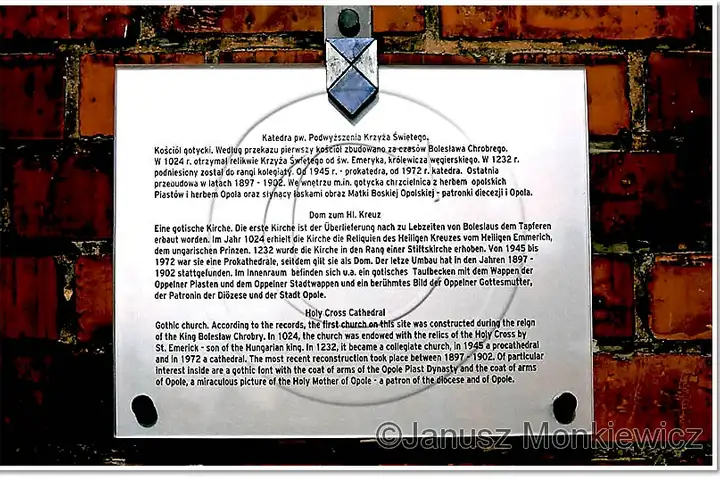 Katedra pw. Podwyższenia Krzyża Świętego.
Kościół gotycki. Według przekazu pierwszy kościół zbudowano za czasów Bolesława Chrobrego.
W 1024 r. otrzymał relikwie Krzyża Świętego od św. Emeryka, królewicza węgierskiego. W 1232 r.
podniesiony został do rangi kolegiaty. Od 1945 r. - prokatedra, od 1972 r. katedra. Ostatnia
przebudowa w latach 1897 - 1902. We wnętrzu m.in. gotycka chrzcielnica z herbem opolskich
Piastów i herbem Opola oraz słynący łaskami obraz Matki Boskiej Opolskiej - patronki diecezji i Opola.
Dom zum Hl. Kreuz
Eine gotische Kirche. Die erste Kirche ist der Überlieferung nach zu Lebzeiten von Boleslaus dem Tapferen
erbaut worden. Im Jahr 1024 erhielt die Kirche die Reliquien des Heiligen Kreuzes vom Heiligen Emmerich,
dem ungarischen Prinzen. 1232 wurde die Kirche in den Rang einer Stiftskirche erhoben. Von 1945 bis
1972 war sie eine Prokathedrale, seitdem gilt sie als Dom. Der letze Umbau hat in den Jahren 1897 -
1902 stattgefunden. Im Innenraum befinden sich u.a. ein gotisches Taufbecken mit dem Wappen der
Oppelner Piasten und dem Oppelner Stadtwappen und ein berühmtes Bild der Oppelner Gottesmutter,
der Patronin der Diözese und der Stadt Opole.
Holy Cross Cathedral
Gothic church. According to the records, the first church on this site was constructed during the reign
of the King Bolesław Chrobry. In 1024, the church was endowed with the relics of the Holy Cross by
St. Emerick - son of the Hungarian king. In 1232, it became a collegiate church, in 1945 a procathedral
and in 1972 a cathedral. The most recent reconstruction took place between 1897 - 1902. Of particular
interest inside are a gothic font with the coat of arms of the Opole Piast Dynasty and the coat of arms
of Opole, a miraculous picture of the Holy Mother of Opole - a patron of the diocese and of Opole.
©Janusz Monkiewicz